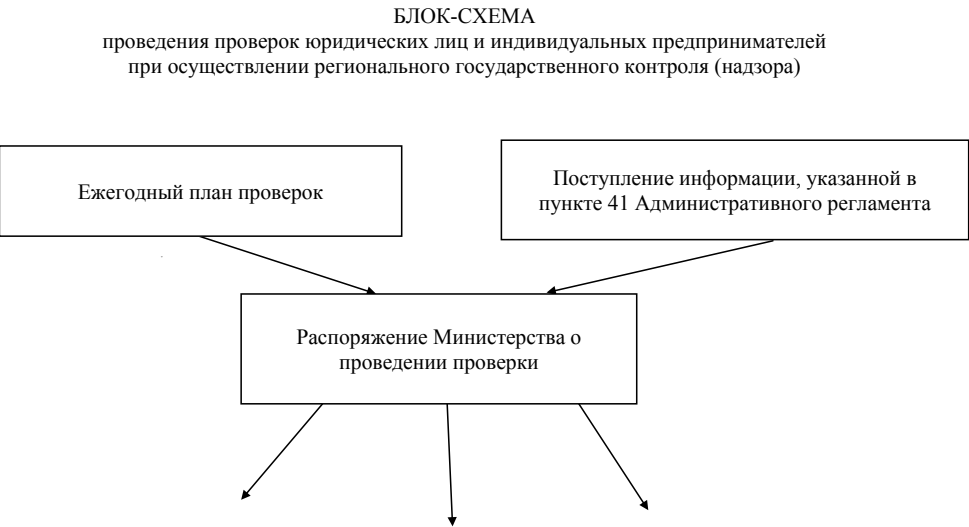 БЛОК-СХЕМА
проведения проверок юридических лиц и индивидуальных предпринимателей
при осуществлении регионального государственного контроля (надзора)
Ежегодный план проверок
Поступление информации, указанной в
пункте 41 Административного регламента
Распоряжение Министерства о
проведении проверки